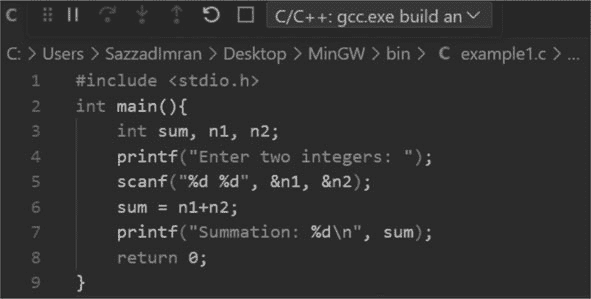 C C/C++: gcc.exe build an
C: > Users > SazzadImran > Desktop > MinGW > bin > C example1.c > ...
1 #include <stdio.h>
2 int main(){
3 int sum, n1, n2;
4 printf("Enter two integers: ");
5 scanf("%d %d", &n1, &n2);
6 sum = n1+n2;
7 printf("Summation: %d\n", sum);
8 return 0;
9 }